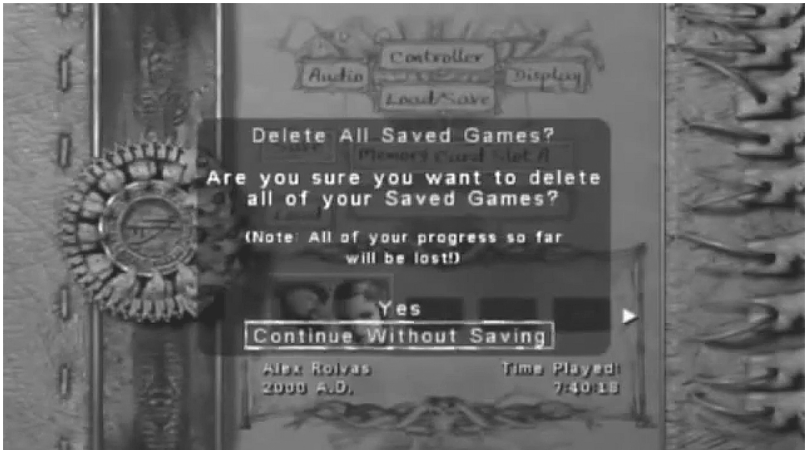 Controller
Audio
Display
Load/Save
Delete All Saved Games?
Memory Card Slot A
Are you sure you want to delete
all of your Saved Games?
(Note: All of your progress so far
will be lost!)
Yes
Continue Without Saving
Alex Roivas
Time Played:
2000 A.D.
7:40:18